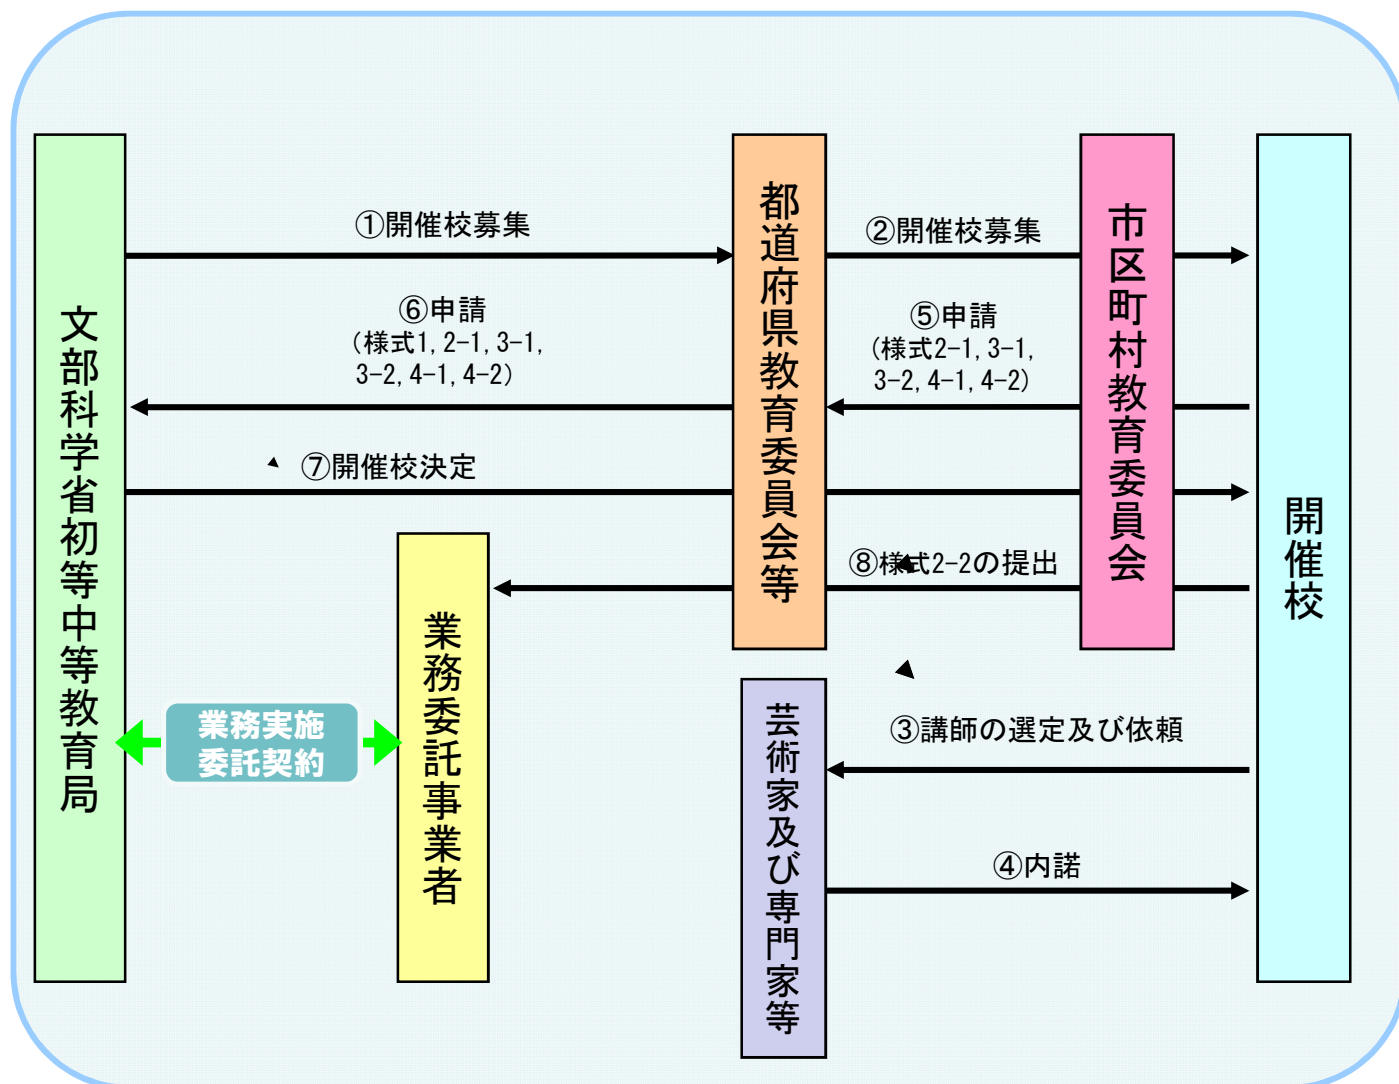 ①開催校募集
②開催校募集
⑥申請
(様式1, 2-1, 3-1,
3-2, 4-1, 4-2)
⑤申請
(様式2-1, 3-1,
3-2, 4-1, 4-2)
⑦開催校決定
⑧様式2-2の提出
③講師の選定及び依頼
④内諾
文部科学省初等中等教育局
業務実施
委託契約
業務委託事業者
都道府県教育委員会等
芸術家及び専門家等
市区町村教育委員会
開催校